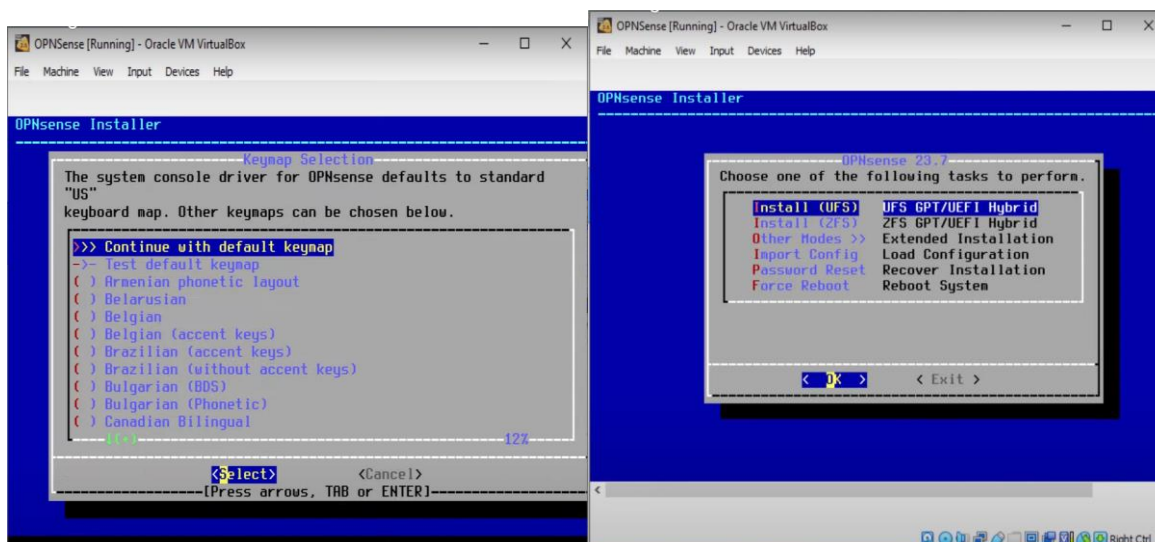 OPNSense [Running] - Oracle VM VirtualBox
File Machine View Input Devices Help
OPNsense Installer
Keymap Selection
The system console driver for OPNsense defaults to standard
"US"
keyboard map. Other keymaps can be chosen below.
>>> Continue with default keymap
->- Test default keymap
( ) Armenian phonetic layout
( ) Belarusian
( ) Belgian
( ) Belgian (accent keys)
( ) Brazilian (accent keys)
( ) Brazilian (without accent keys)
( ) Bulgarian (BDS)
( ) Bulgarian (Phonetic)
( ) Canadian Bilingual
12%
<Select> <Cancel>
[Press arrows, TAB or ENTER]
OPNSense [Running] - Oracle VM VirtualBox
File Machine View Input Devices Help
OPNsense Installer
OPNsense 23.7
Choose one of the following tasks to perform.
Install (UFS) UFS GPT/UEFI Hybrid
Install (ZFS) ZFS GPT/UEFI Hybrid
Other Modes >> Extended Installation
Import Config Load Configuration
Password Reset Recover Installation
Force Reboot Reboot System
< OK > < Exit >
Right Ctrl